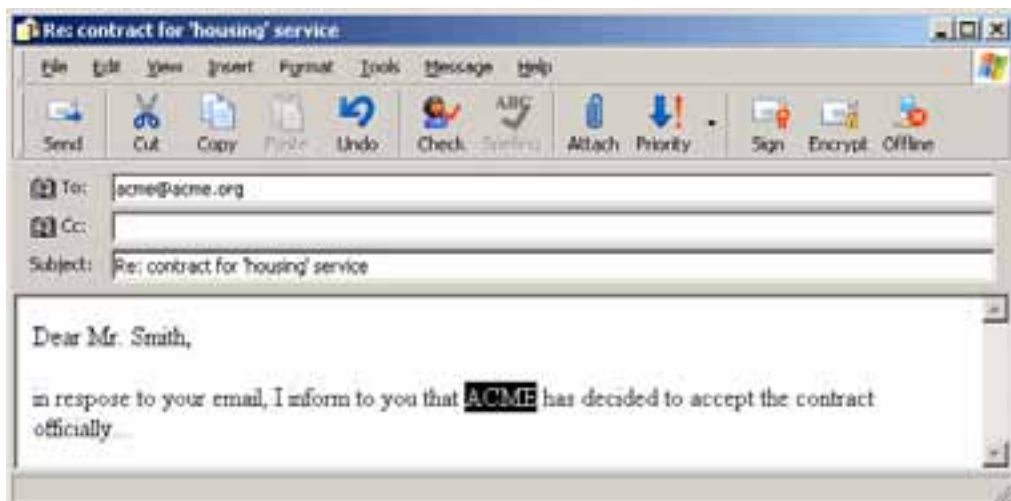 Re: contract for 'housing' service
File Edit View Insert Format Tools Message Help
ABC
Send Cut Copy Paste Undo Check Spelling Attach Priority Sign Encrypt Offline
To: acme@acme.org
Cc:
Subject: Re: contract for 'housing' service
Dear Mr. Smith,
in respose to your email, I inform to you that ACME has decided to accept the contract
officially...